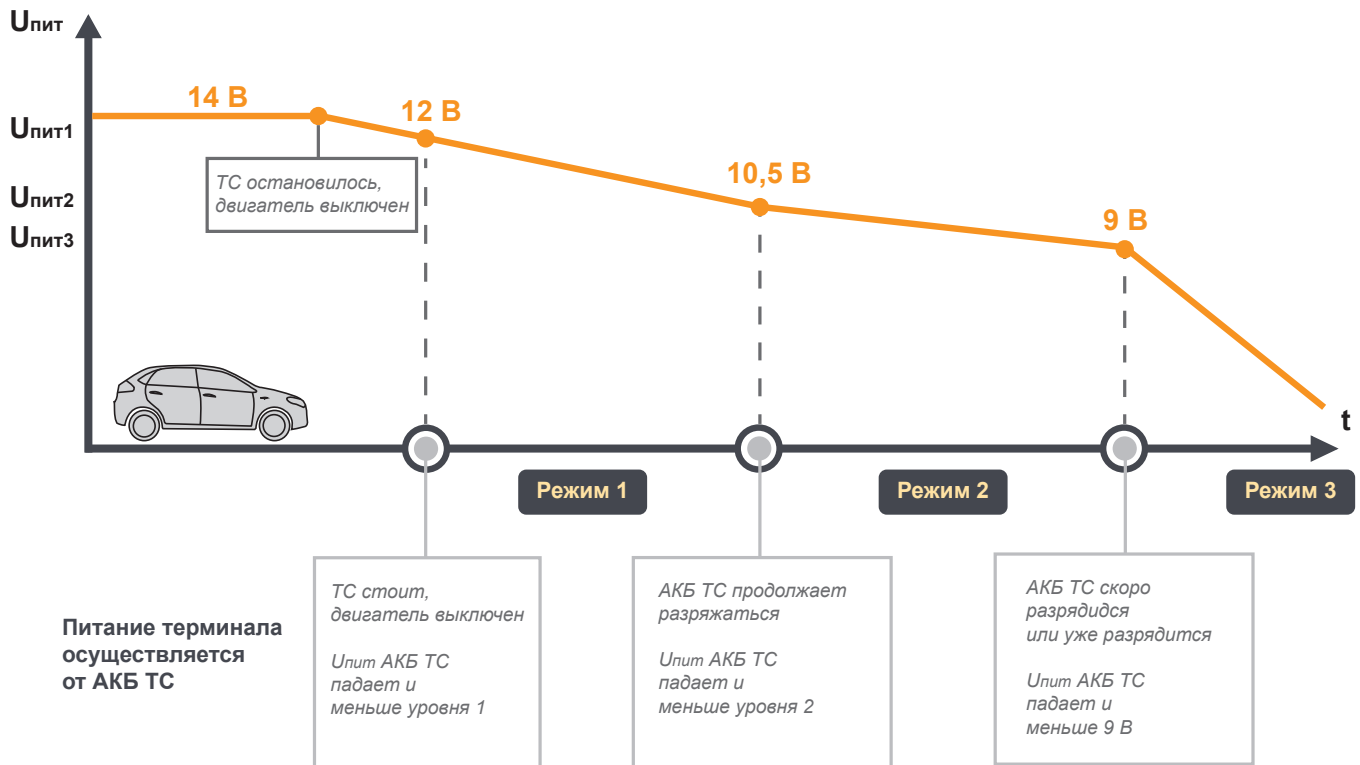 Uпит
14 В
12 В
Uпит1
ТС остановилось,
двигатель выключен
10,5 В
Uпит2
9 В
Uпит3
t
Режим 1
Режим 2
Режим 3
Питание терминала
осуществляется
от АКБ ТС
ТС стоит,
двигатель выключен
Uпит АКБ ТС
падает и
меньше уровня 1
АКБ ТС продолжает
разряжаться
Uпит АКБ ТС
падает и
меньше уровня 2
АКБ ТС скоро
разрядидся
или уже разрядится
Uпит АКБ ТС
падает и
меньше 9 В